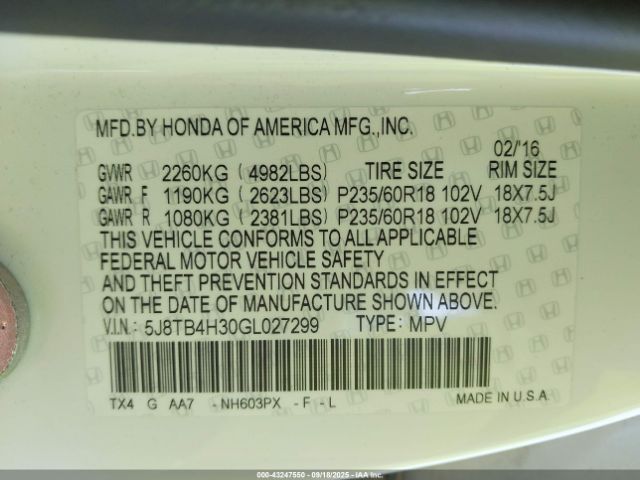 MFD.BY HONDA OF AMERICA MFG.,INC.
02/'16
GVWR 2260KG ( 4982LBS) TIRE SIZE RIM SIZE
GAWR F 1190KG ( 2623LBS) P235/60R18 102V 18X7.5J
GAWR R 1080KG ( 2381LBS) P235/60R18 102V 18X7.5J
THIS VEHICLE CONFORMS TO ALL APPLICABLE
FEDERAL MOTOR VEHICLE SAFETY
AND THEFT PREVENTION STANDARDS IN EFFECT
ON THE DATE OF MANUFACTURE SHOWN ABOVE.
V.I.N.: 5J8TB4H30GL027299 TYPE: MPV
TX4 G AA7 -NH603PX -F-L
MADE IN U.S.A.
000-43247550 09/18/2025 - IAAI.COM